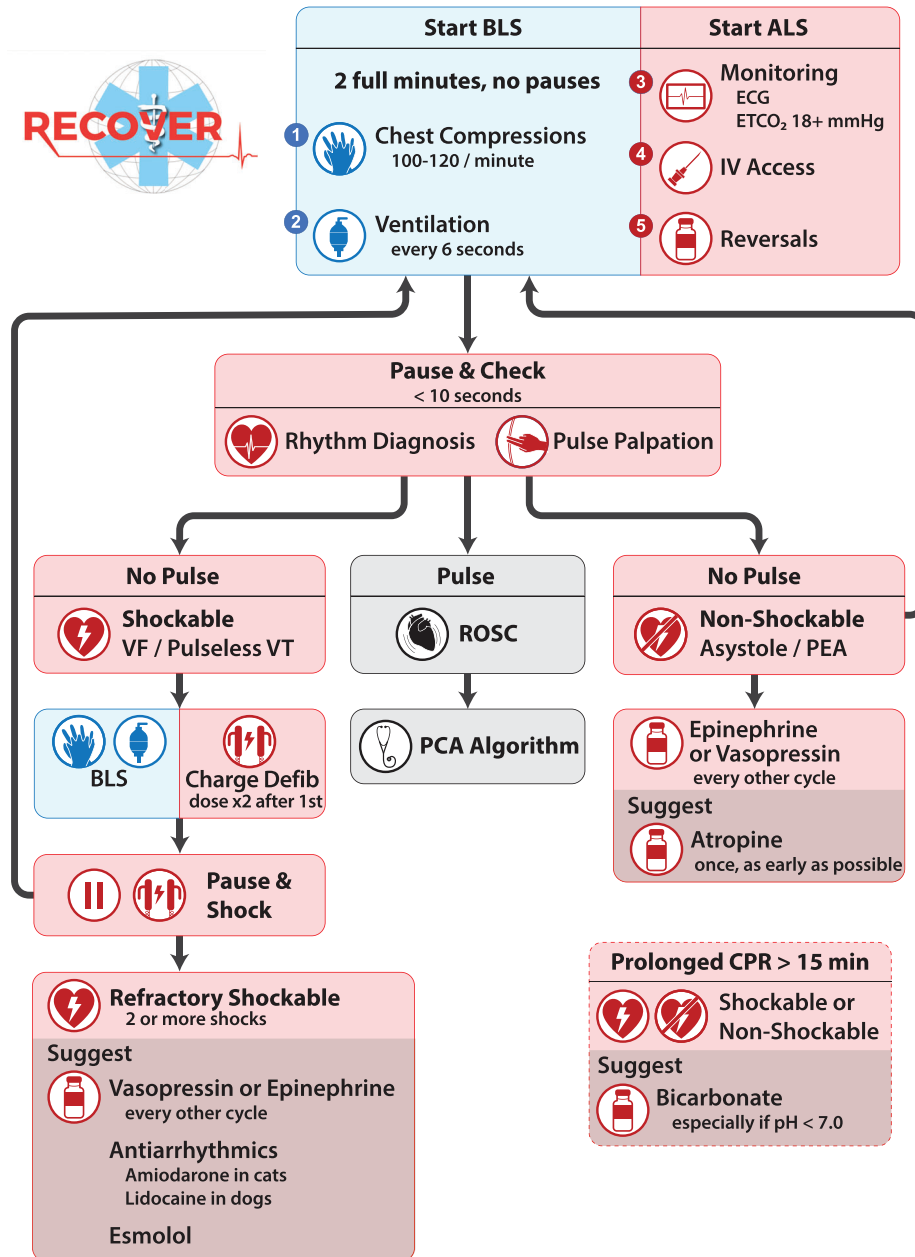 RECOVER
Start BLS
2 full minutes, no pauses
1
Chest Compressions
100-120 / minute
2
Ventilation
every 6 seconds
Start ALS
3
Monitoring
ECG
ETCO₂ 18+ mmHg
4
IV Access
5
Reversals
Pause & Check
< 10 seconds
Rhythm Diagnosis
Pulse Palpation
No Pulse
Shockable
VF / Pulseless VT
BLS
Charge Defib
dose x2 after 1st
Pause &
Shock
Refractory Shockable
2 or more shocks
Suggest
Vasopressin or Epinephrine
every other cycle
Antiarrhythmics
Amiodarone in cats
Lidocaine in dogs
Esmolol
Pulse
ROSC
PCA Algorithm
No Pulse
Non-Shockable
Asystole / PEA
Epinephrine
or Vasopressin
every other cycle
Suggest
Atropine
once, as early as possible
Prolonged CPR > 15 min
Shockable or
Non-Shockable
Suggest
Bicarbonate
especially if pH < 7.0